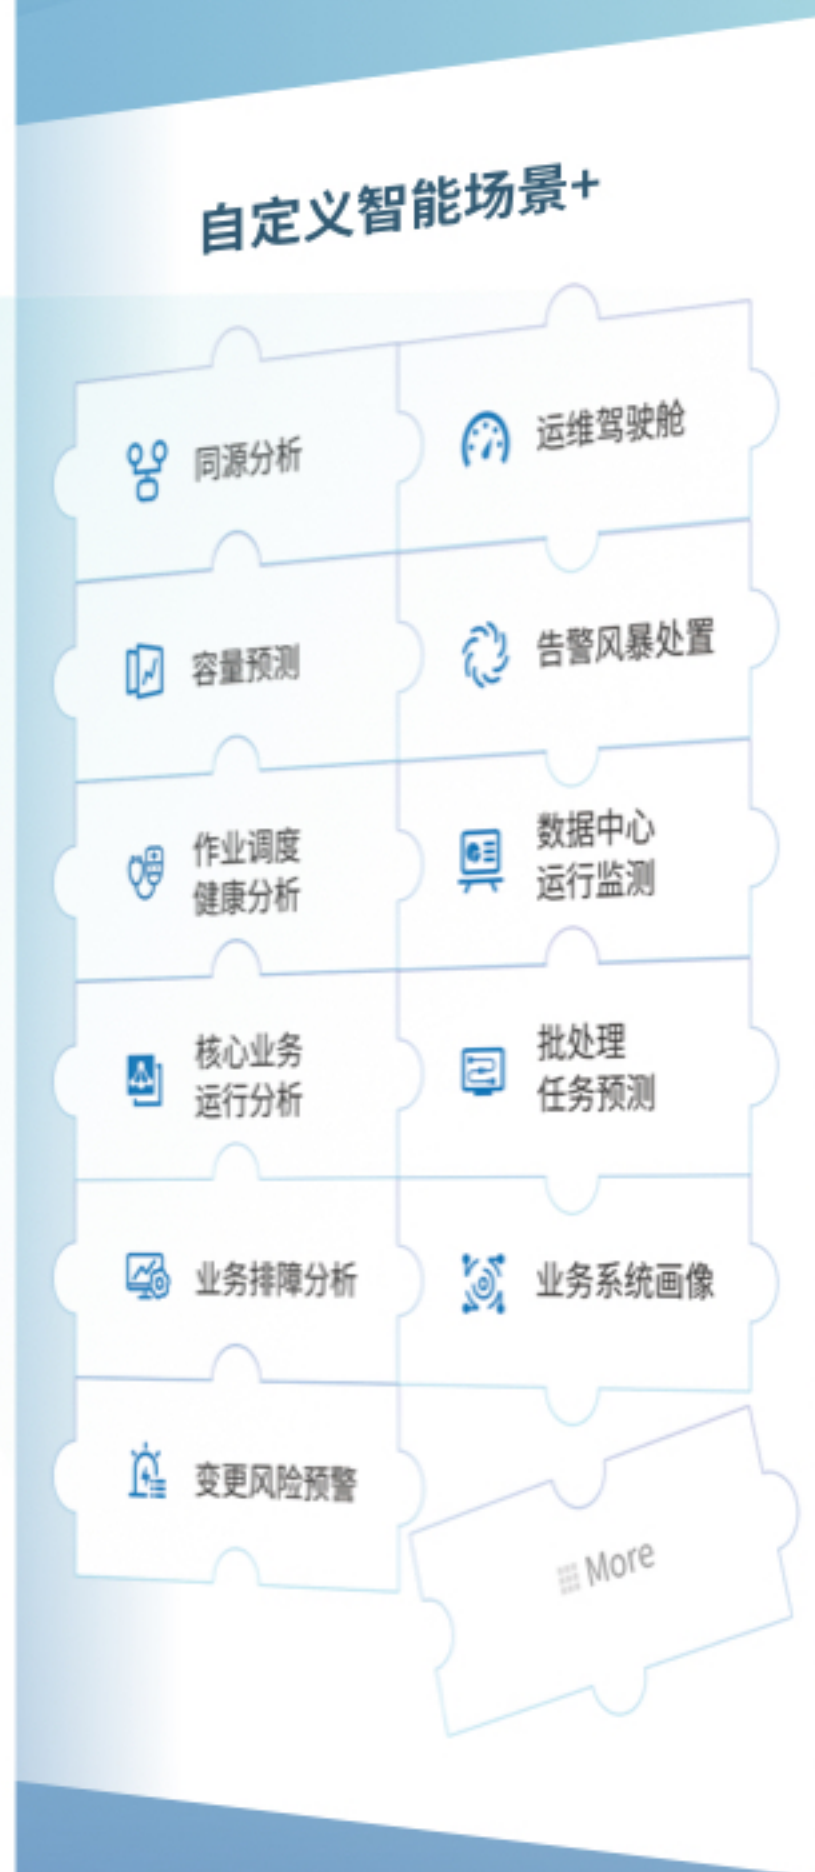 自定义智能场景+
同源分析
运维驾驶舱
容量预测
告警风暴处置
作业调度
健康分析
数据中心
运行监测
核心业务
运行分析
批处理
任务预测
业务排障分析
业务系统画像
变更风险预警
More